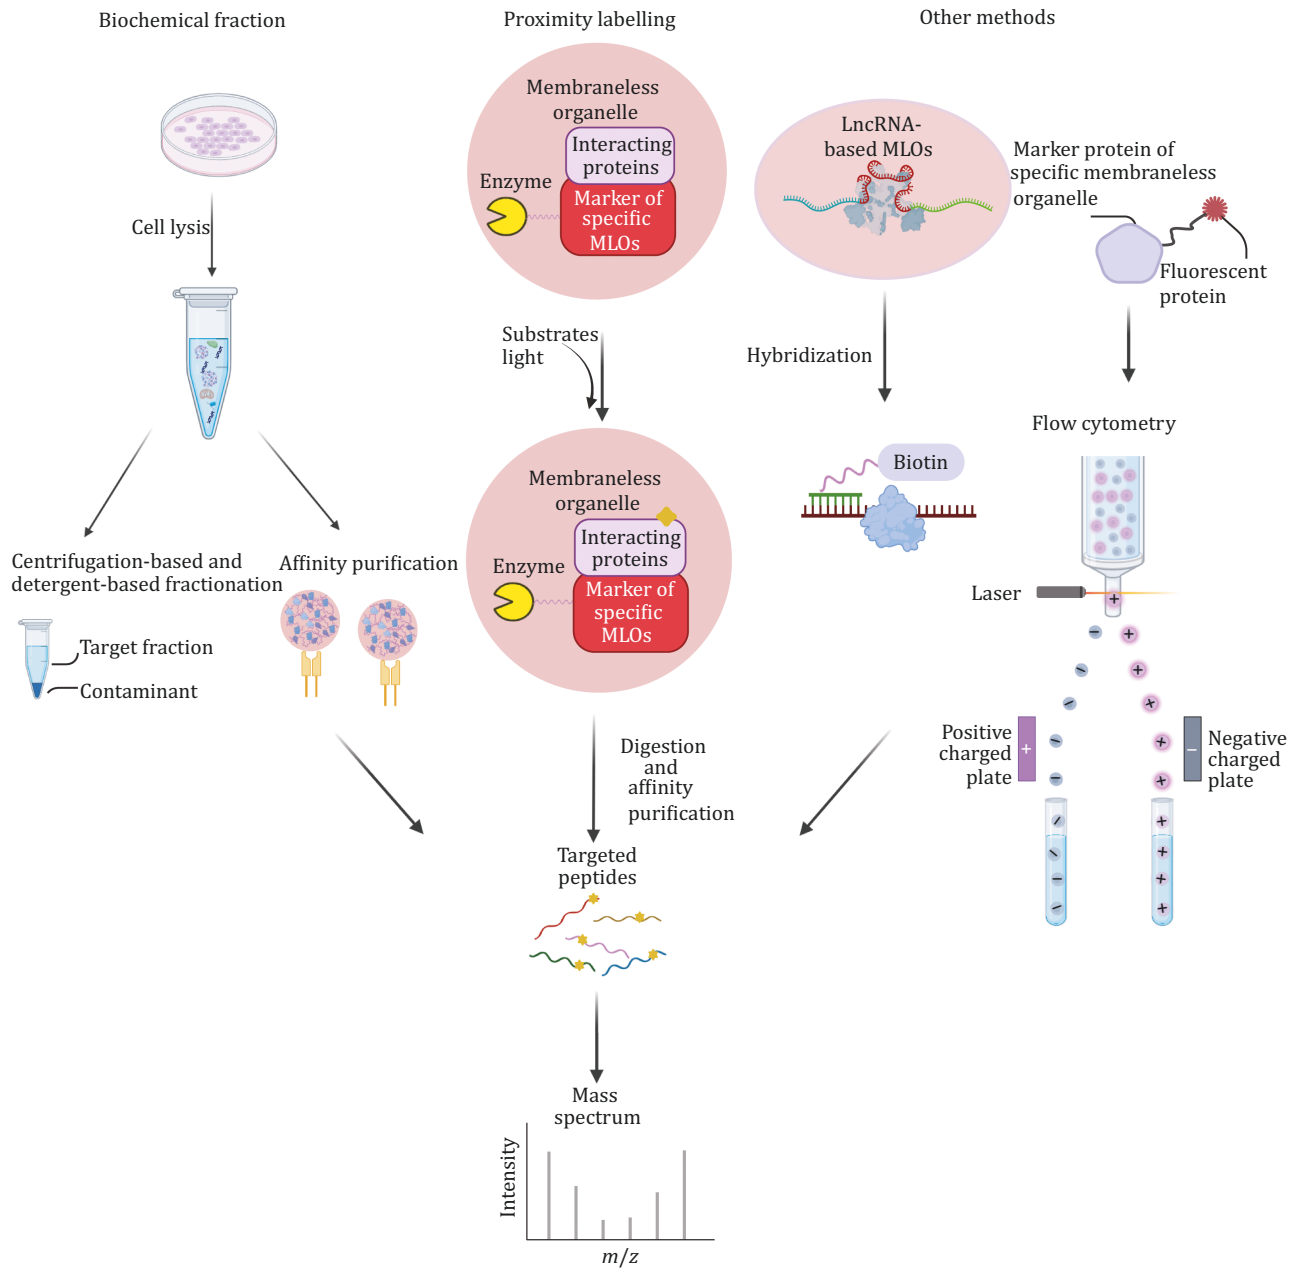 Biochemical fraction
Cell lysis
Centrifugation-based and
detergent-based fractionation
Target fraction
Contaminant
Affinity purification
Proximity labelling
Membraneless
organelle
Interacting
proteins
Enzyme
Marker of
specific
MLOs
Substrates
light
Membraneless
organelle
Interacting
proteins
Enzyme
Marker of
specific
MLOs
Digestion
and
affinity
purification
Targeted
peptides
Mass
spectrum
Intensity
m/z
Other methods
LncRNA-
based MLOs
Hybridization
Biotin
Marker protein of
specific membraneless
organelle
Fluorescent
protein
Flow cytometry
Laser
+
− +
− +
− +
Positive
charged
plate
+
− +
− +
−
Negative
charged
plate
− +
− +
− +
− +